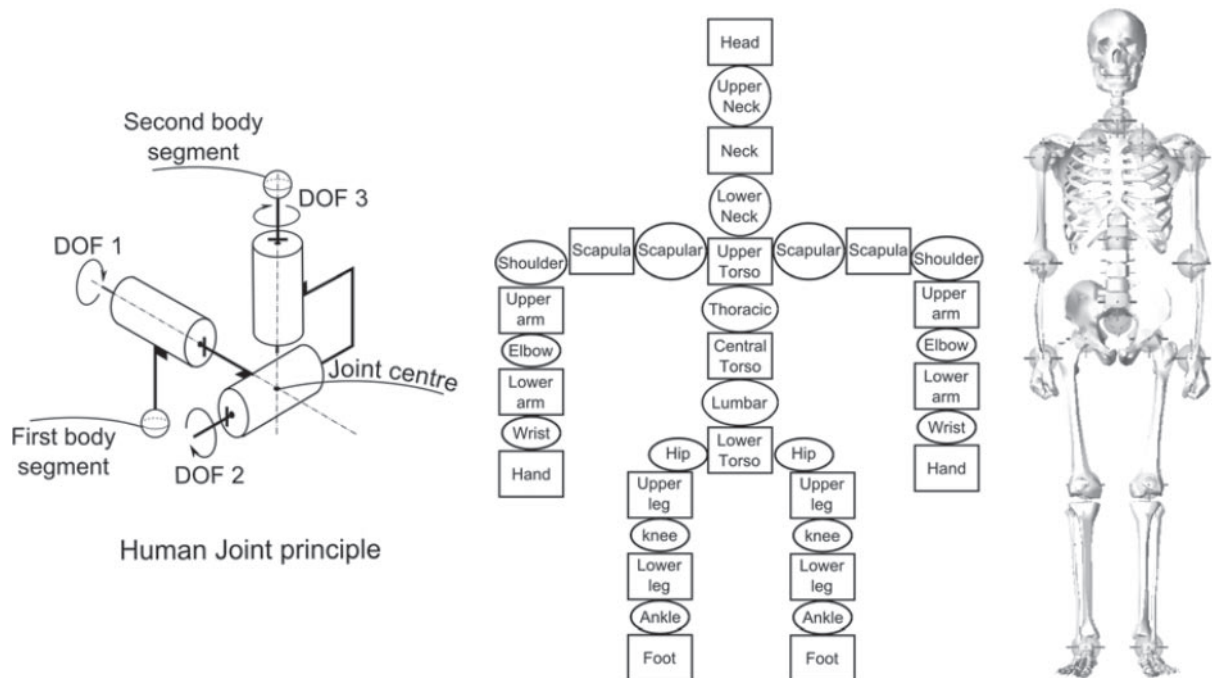 Second body
segment
DOF 3
DOF 1
Joint centre
First body
segment
DOF 2
Human Joint principle
Head
Upper
Neck
Neck
Lower
Neck
Shoulder
Scapula
Scapular
Upper
Torso
Scapular
Scapula
Shoulder
Upper
arm
Thoracic
Upper
arm
Elbow
Central
Torso
Elbow
Lower
arm
Lumbar
Lower
arm
Wrist
Hip
Lower
Torso
Hip
Wrist
Hand
Upper
leg
Upper
leg
Hand
knee
knee
Lower
leg
Lower
leg
Ankle
Ankle
Foot
Foot